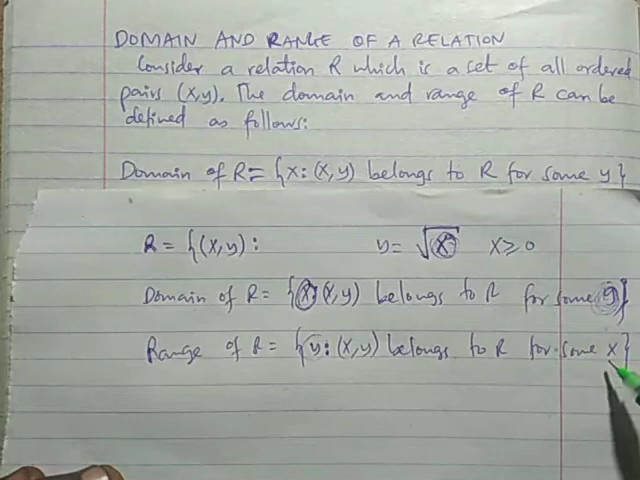 DOMAIN AND RANGE OF A RELATION
Consider a relation R which is a set of all ordered
pairs (x,y). The domain and range of R can be
defined as follows:
Domain of R = {x: (x,y) belongs to R for some y}
R = {(x,y): y = √x x ≥ 0
Domain of R = {x: (x,y) belongs to R for some y}
Range of R = {y: (x,y) belongs to R for some x}